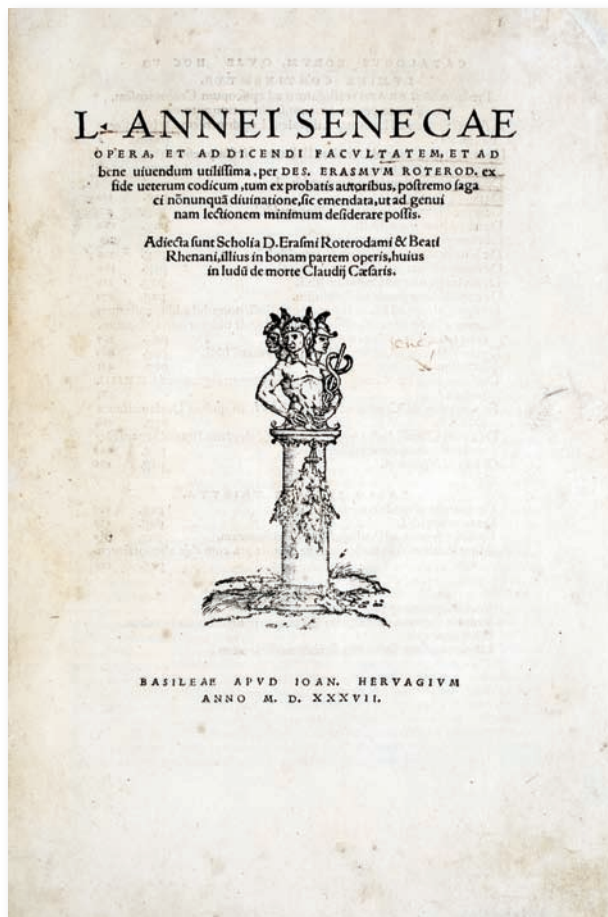 L. ANNEI SENECAE
OPERA, ET AD DICENDI FACVLTATEM, ET AD
bene uiuendum utilissima, per DES. ERASMVM ROTEROD. ex
fide ueterum codicum, tum ex probatis autoribus, postremo saga
ci nõnunquã diuinatione, sic emendata, ut ad genui
nam lectionem minimum desiderare possis.
Adiecta sunt Scholia D. Erasmi Roterodami & Beati
Rhenani, illius in bonam partem operis, huius
in ludũ de morte Claudij Cæsaris.
BASILEAE APVD IOAN. HERVAGIVM
ANNO M. D. XXXVII.